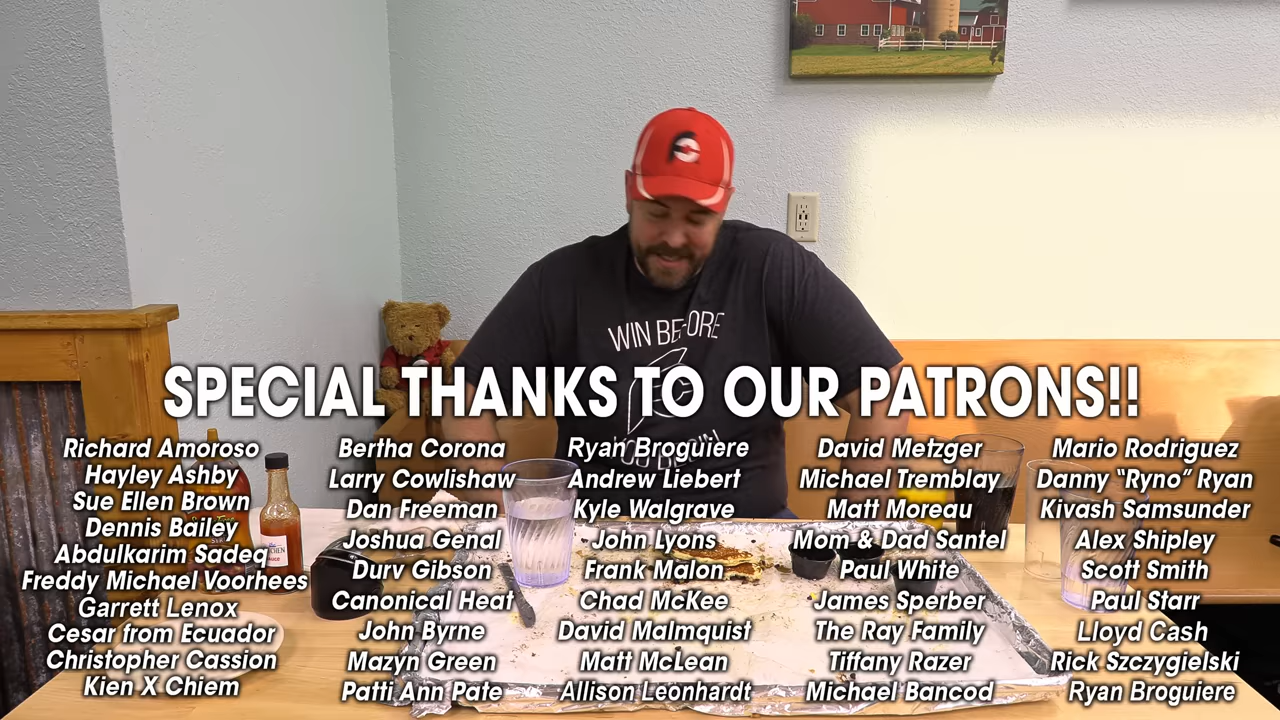 WIN BEFORE
YOU BEGIN
SPECIAL THANKS TO OUR PATRONS!!
Richard Amoroso
Hayley Ashby
Sue Ellen Brown
Dennis Bailey
Abdulkarim Sadeq
Freddy Michael Voorhees
Garrett Lenox
Cesar from Ecuador
Christopher Cassion
Kien X Chiem
Bertha Corona
Larry Cowlishaw
Dan Freeman
Joshua Genal
Durv Gibson
Canonical Heat
John Byrne
Mazyn Green
Patti Ann Pate
Ryan Broguiere
Andrew Liebert
Kyle Walgrave
John Lyons
Frank Malon
Chad McKee
David Malmquist
Matt McLean
Allison Leonhardt
David Metzger
Michael Tremblay
Matt Moreau
Mom & Dad Santel
Paul White
James Sperber
The Ray Family
Tiffany Razer
Michael Bancod
Mario Rodriguez
Danny “Ryno” Ryan
Kivash Samsunder
Alex Shipley
Scott Smith
Paul Starr
Lloyd Cash
Rick Szczygielski
Ryan Broguiere